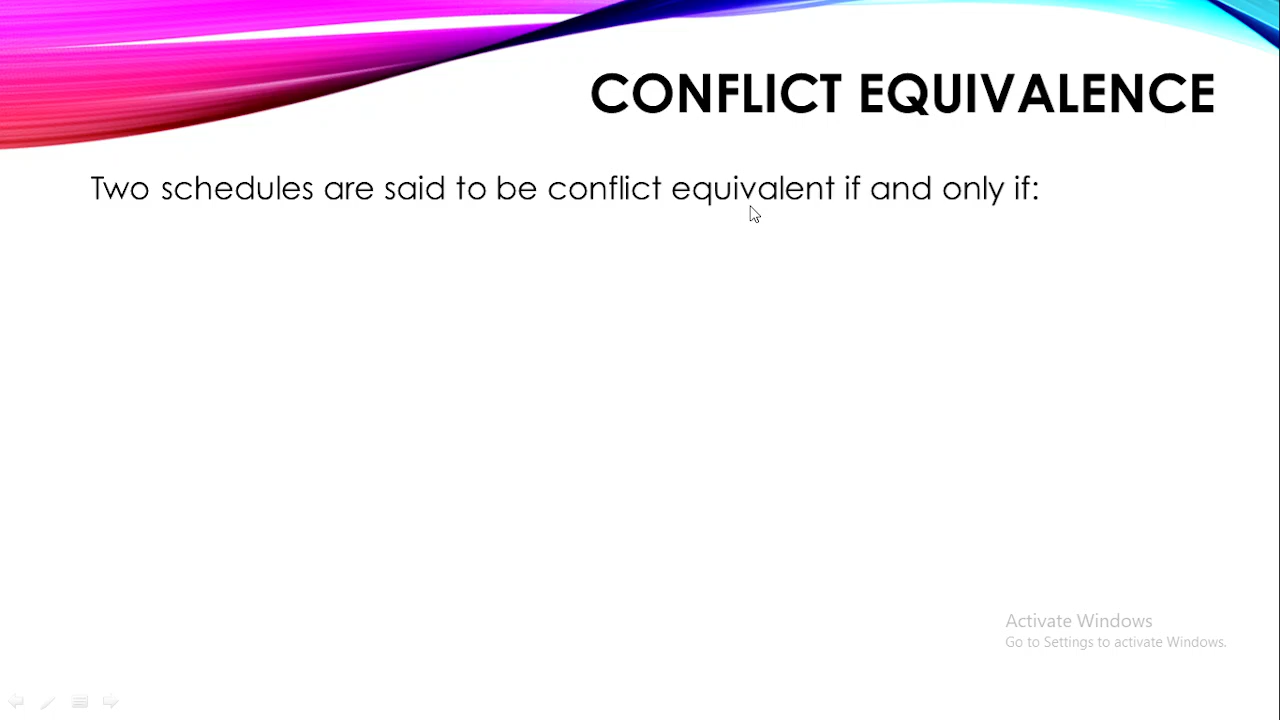 CONFLICT EQUIVALENCE
Two schedules are said to be conflict equivalent if and only if:
Activate Windows
Go to Settings to activate Windows.